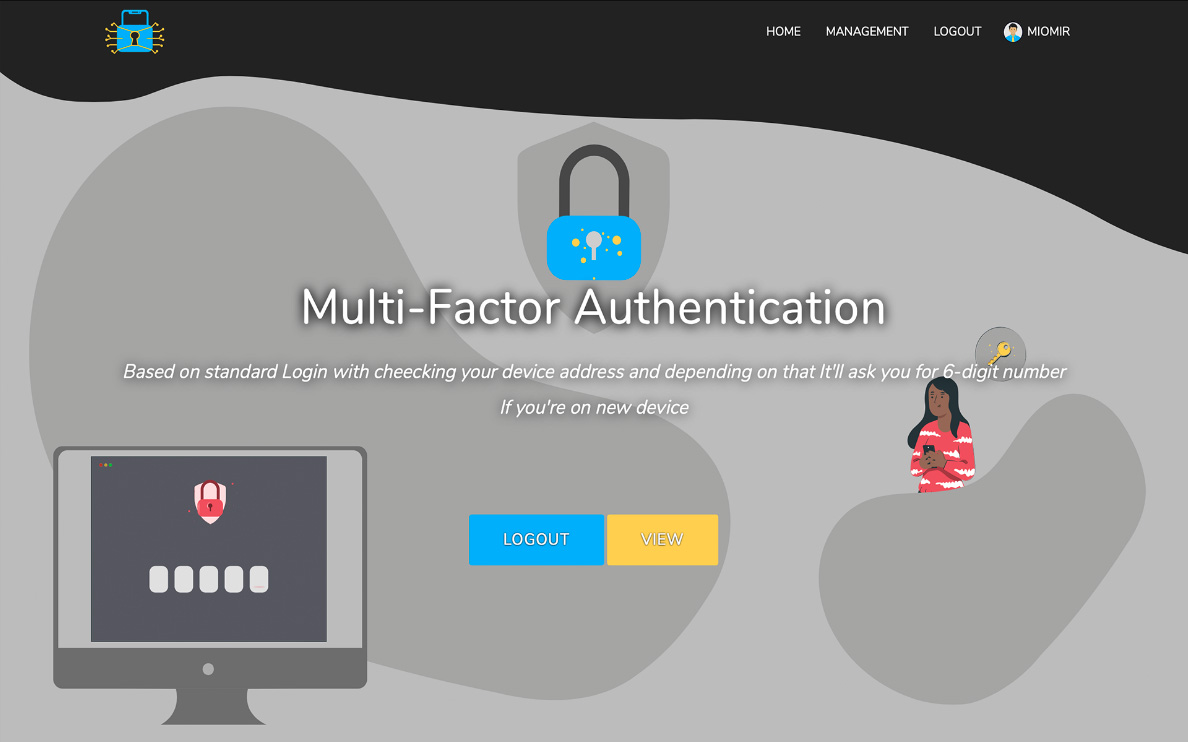 HOME MANAGEMENT LOGOUT MIOMIR
Multi-Factor Authentication
Based on standard Login with cheecking your device address and depending on that It'll ask you for 6-digit number
If you're on new device
LOGOUT VIEW